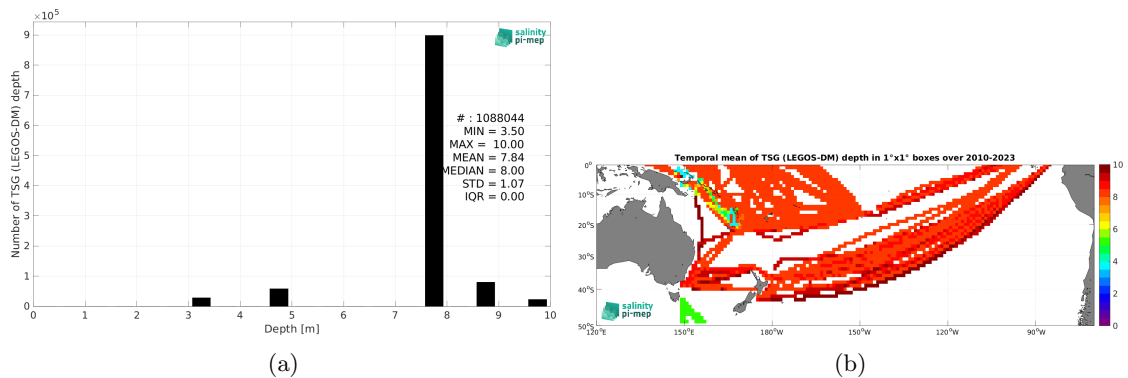 ×10⁵
9
8
7
6
5
4
3
2
1
0
Number of TSG (LEGOS-DM) depth
salinity
pi-mep
# : 1088044
MIN = 3.50
MAX = 10.00
MEAN = 7.84
MEDIAN = 8.00
STD = 1.07
IQR = 0.00
0 1 2 3 4 5 6 7 8 9 10
Depth [m]
(a)
Temporal mean of TSG (LEGOS-DM) depth in 1°x1° boxes over 2010-2023
0°
10°S
20°S
30°S
40°S
50°S
120°E 150°E 180°W 150°W 120°W 90°W
salinity
pi-mep
10
8
6
4
2
0
(b)